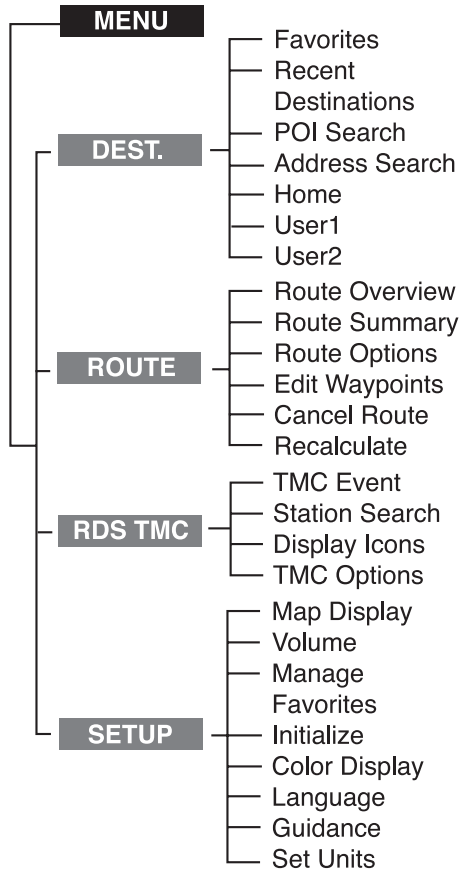 MENU
DEST.
Favorites
Recent
Destinations
POI Search
Address Search
Home
User1
User2
ROUTE
Route Overview
Route Summary
Route Options
Edit Waypoints
Cancel Route
Recalculate
RDS TMC
TMC Event
Station Search
Display Icons
TMC Options
SETUP
Map Display
Volume
Manage
Favorites
Initialize
Color Display
Language
Guidance
Set Units